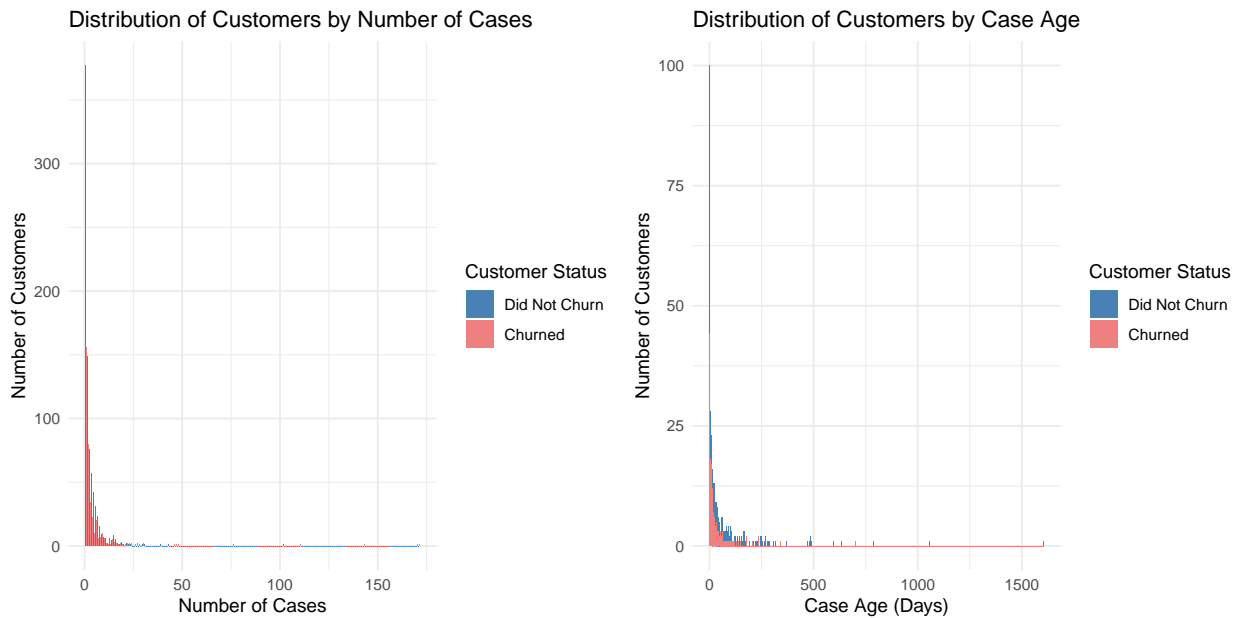 Distribution of Customers by Number of Cases
Number of Customers
300
200
100
0
0 50 100 150
Number of Cases
Customer Status
Did Not Churn
Churned
Distribution of Customers by Case Age
Number of Customers
100
75
50
25
0
0 500 1000 1500
Case Age (Days)
Customer Status
Did Not Churn
Churned